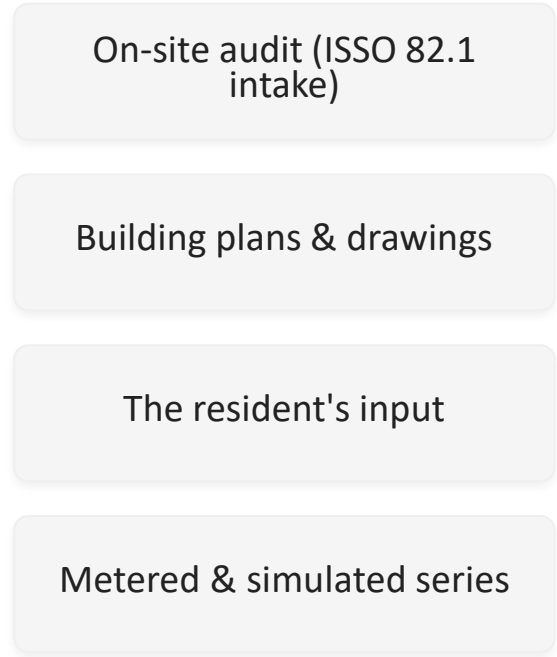 On-site audit (ISSO 82.1
intake)
Building plans & drawings
The resident's input
Metered & simulated series